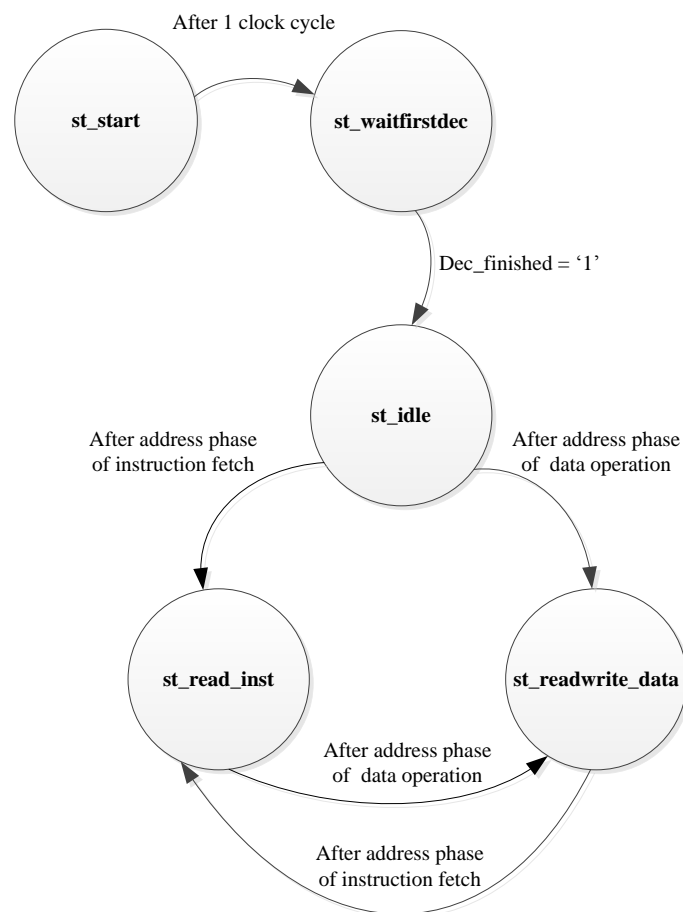 After 1 clock cycle
st_start
st_waitfirstdec
Dec_finished = ‘1’
st_idle
After address phase
of instruction fetch
After address phase
of  data operation
st_read_inst
st_readwrite_data
After address phase
of  data operation
After address phase
of instruction fetch